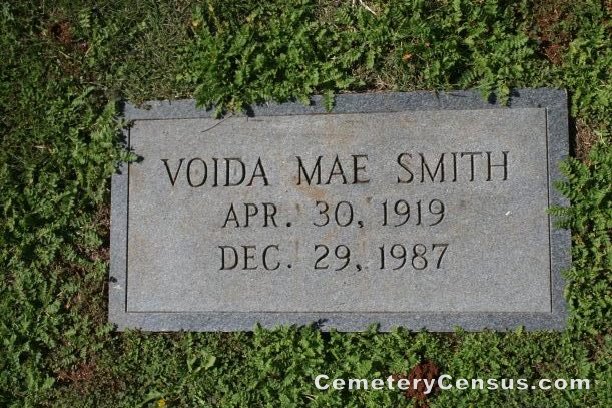 VOIDA MAE SMITH
APR. 30, 1919
DEC. 29, 1987
CemeteryCensus.com